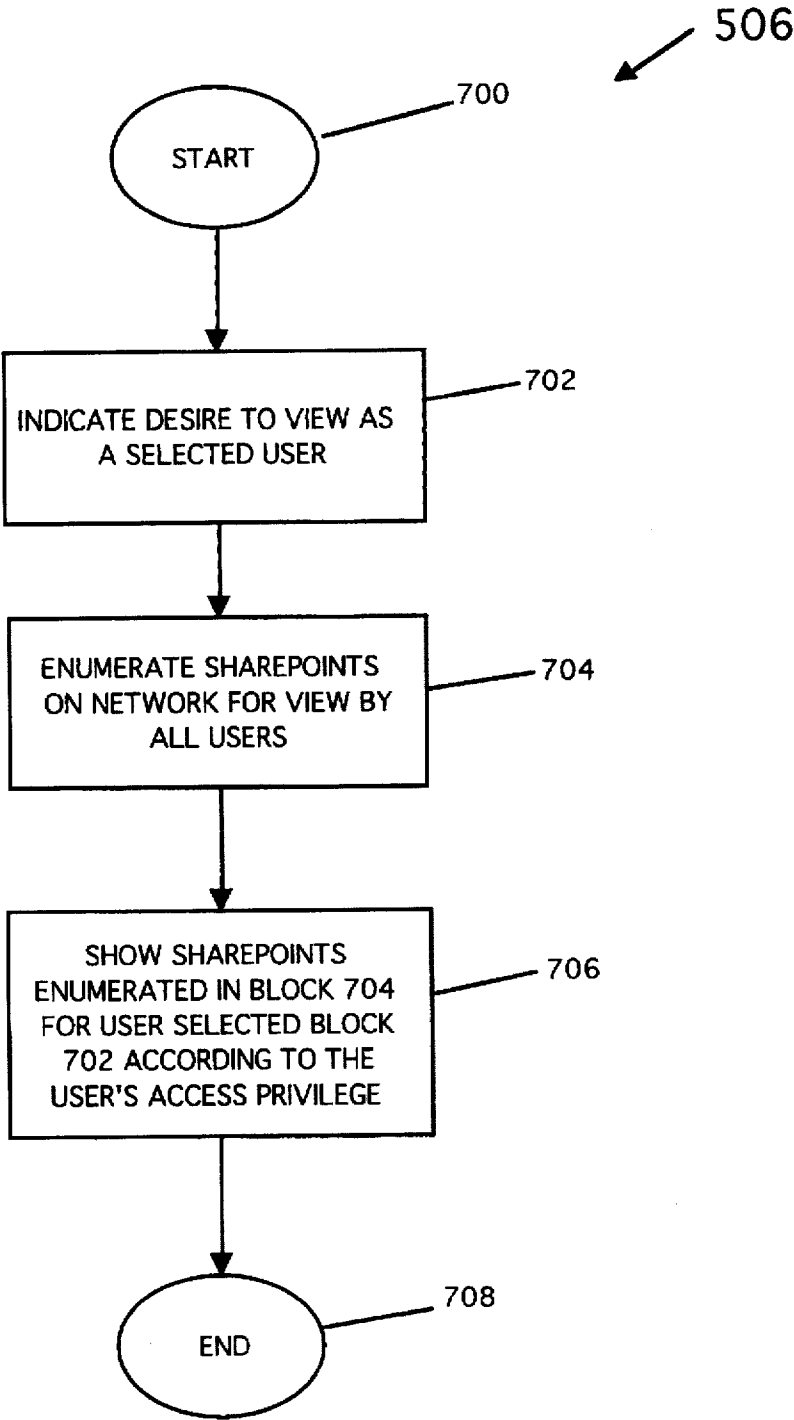 506
700
START
702
INDICATE DESIRE TO VIEW AS
A SELECTED USER
704
ENUMERATE SHAREPOINTS
ON NETWORK FOR VIEW BY
ALL USERS
706
SHOW SHAREPOINTS
ENUMERATED IN BLOCK 704
FOR USER SELECTED BLOCK
702 ACCORDING TO THE
USER'S ACCESS PRIVILEGE
708
END